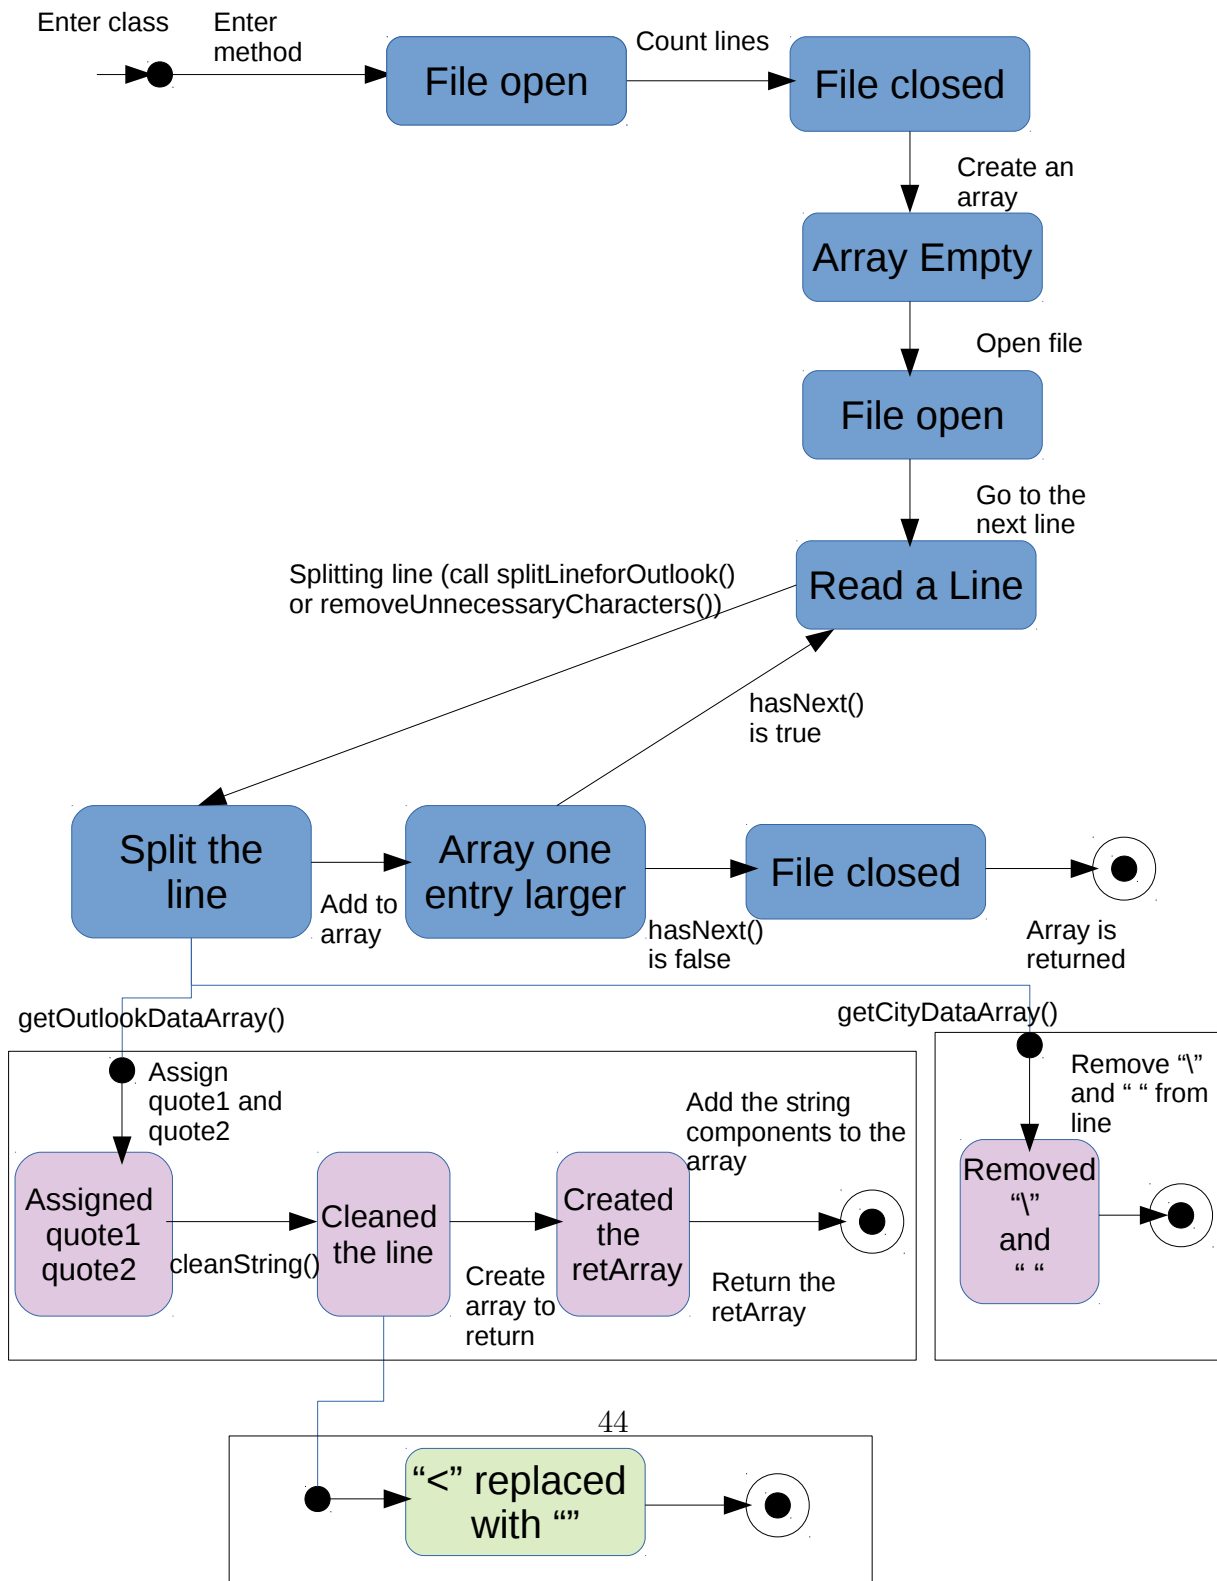 Enter class
Enter
method
File open
Count lines
File closed
Create an
array
Array Empty
Open file
File open
Go to the
next line
Read a Line
Splitting line (call splitLineforOutlook()
or removeUnnecessaryCharacters())
hasNext()
is true
Split the
line
Add to
array
Array one
entry larger
hasNext()
is false
File closed
Array is
returned
getOutlookDataArray()
getCityDataArray()
Assign
quote1 and
quote2
Assigned
quote1
quote2
cleanString()
Cleaned
the line
Create
array to
return
Created
the
retArray
Add the string
components to the
array
Return the
retArray
Remove “\”
and “ “ from
line
Removed
“\”
and
“ “
44
“<” replaced
with “”